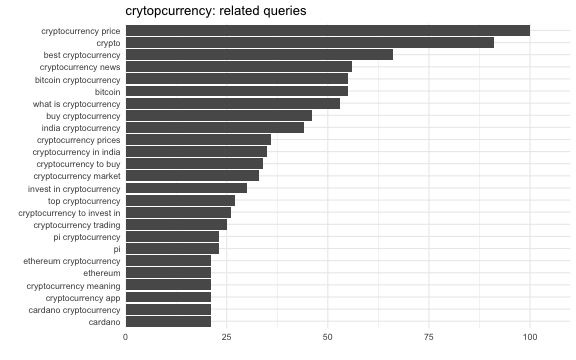 crytopcurrency: related queries
cryptocurrency price
crypto
best cryptocurrency
cryptocurrency news
bitcoin cryptocurrency
bitcoin
what is cryptocurrency
buy cryptocurrency
india cryptocurrency
cryptocurrency prices
cryptocurrency in india
cryptocurrency to buy
cryptocurrency market
invest in cryptocurrency
top cryptocurrency
cryptocurrency to invest in
cryptocurrency trading
pi cryptocurrency
pi
ethereum cryptocurrency
ethereum
cryptocurrency meaning
cryptocurrency app
cardano cryptocurrency
cardano
0 25 50 75 100